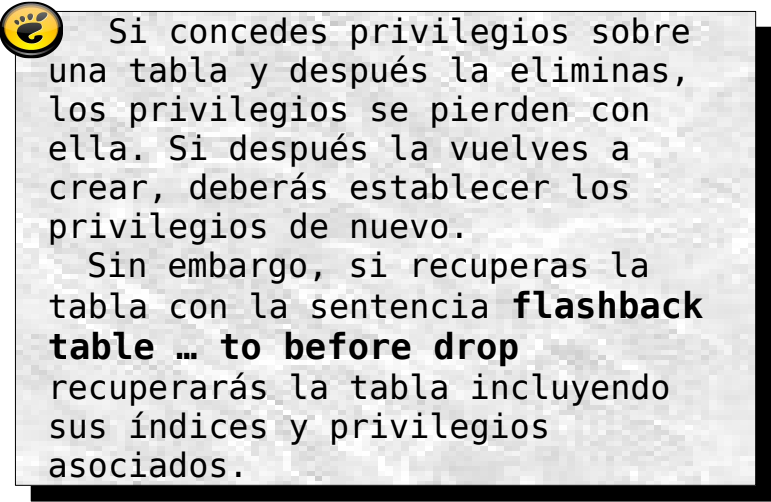 Si concedes privilegios sobre
una tabla y después la eliminas,
los privilegios se pierden con
ella. Si después la vuelves a
crear, deberás establecer los
privilegios de nuevo.
Sin embargo, si recuperas la
tabla con la sentencia flashback
table … to before drop
recuperarás la tabla incluyendo
sus índices y privilegios
asociados.